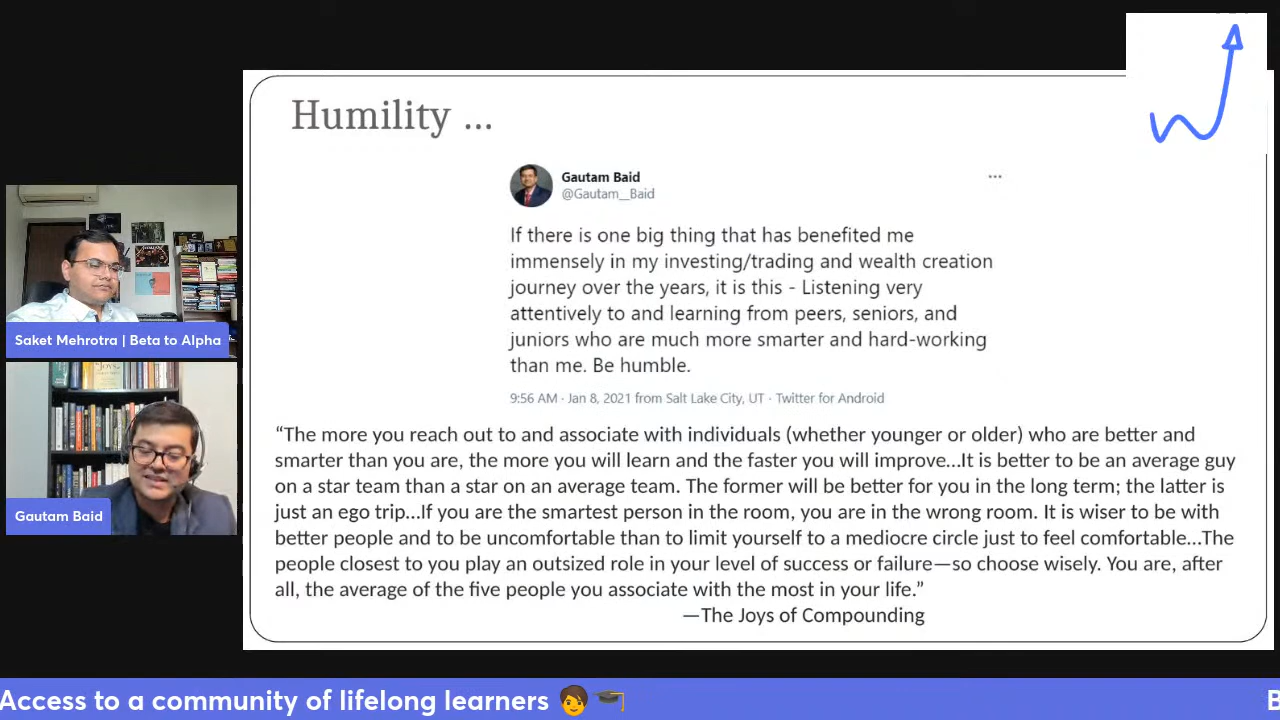 Humility ...
Gautam Baid
@Gautam__Baid
If there is one big thing that has benefited me
immensely in my investing/trading and wealth creation
journey over the years, it is this - Listening very
attentively to and learning from peers, seniors, and
juniors who are much more smarter and hard-working
than me. Be humble.
9:56 AM · Jan 8, 2021 from Salt Lake City, UT · Twitter for Android
“The more you reach out to and associate with individuals (whether younger or older) who are better and
smarter than you are, the more you will learn and the faster you will improve...It is better to be an average guy
on a star team than a star on an average team. The former will be better for you in the long term; the latter is
just an ego trip...If you are the smartest person in the room, you are in the wrong room. It is wiser to be with
better people and to be uncomfortable than to limit yourself to a mediocre circle just to feel comfortable...The
people closest to you play an outsized role in your level of success or failure—so choose wisely. You are, after
all, the average of the five people you associate with the most in your life.”
—The Joys of Compounding
Saket Mehrotra | Beta to Alpha
Gautam Baid
Access to a community of lifelong learners 🧑 🎓
B